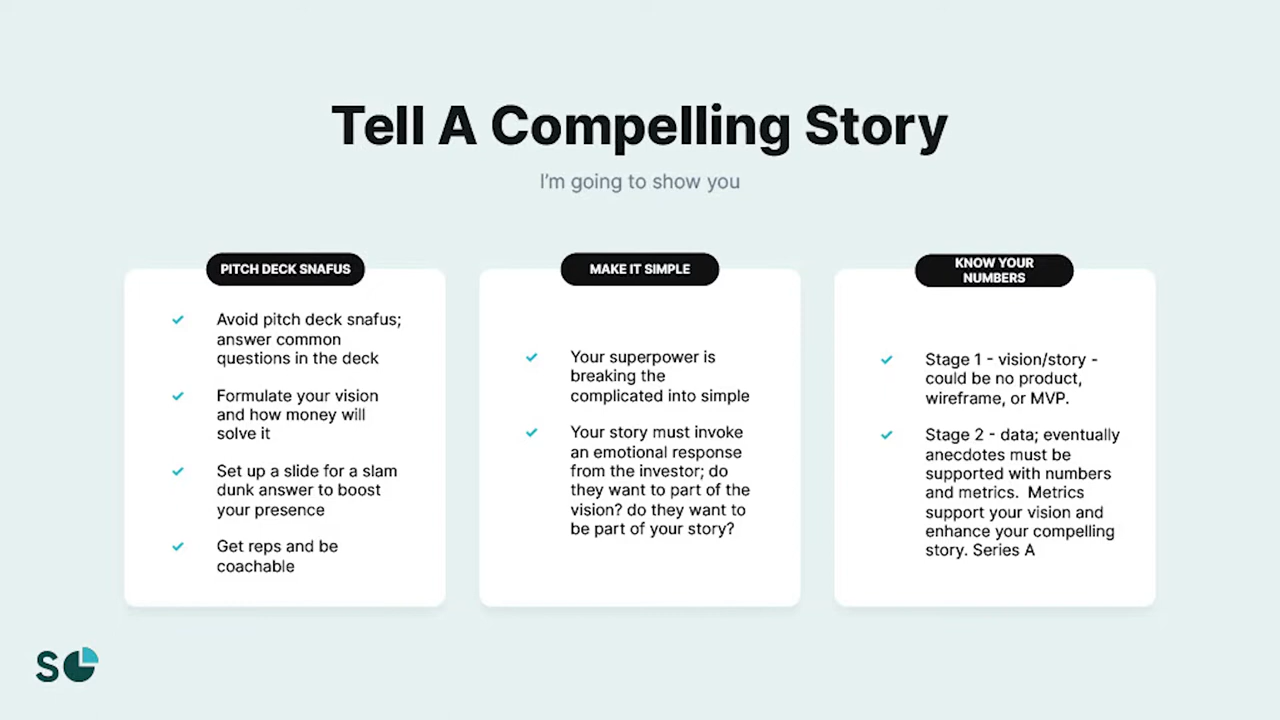 Tell A Compelling Story
I’m going to show you
PITCH DECK SNAFUS
Avoid pitch deck snafus;
answer common
questions in the deck
Formulate your vision
and how money will
solve it
Set up a slide for a slam
dunk answer to boost
your presence
Get reps and be
coachable
MAKE IT SIMPLE
Your superpower is
breaking the
complicated into simple
Your story must invoke
an emotional response
from the investor; do
they want to part of the
vision? do they want to
be part of your story?
KNOW YOUR
NUMBERS
Stage 1 - vision/story -
could be no product,
wireframe, or MVP.
Stage 2 - data; eventually
anecdotes must be
supported with numbers
and metrics.  Metrics
support your vision and
enhance your compelling
story. Series A
S